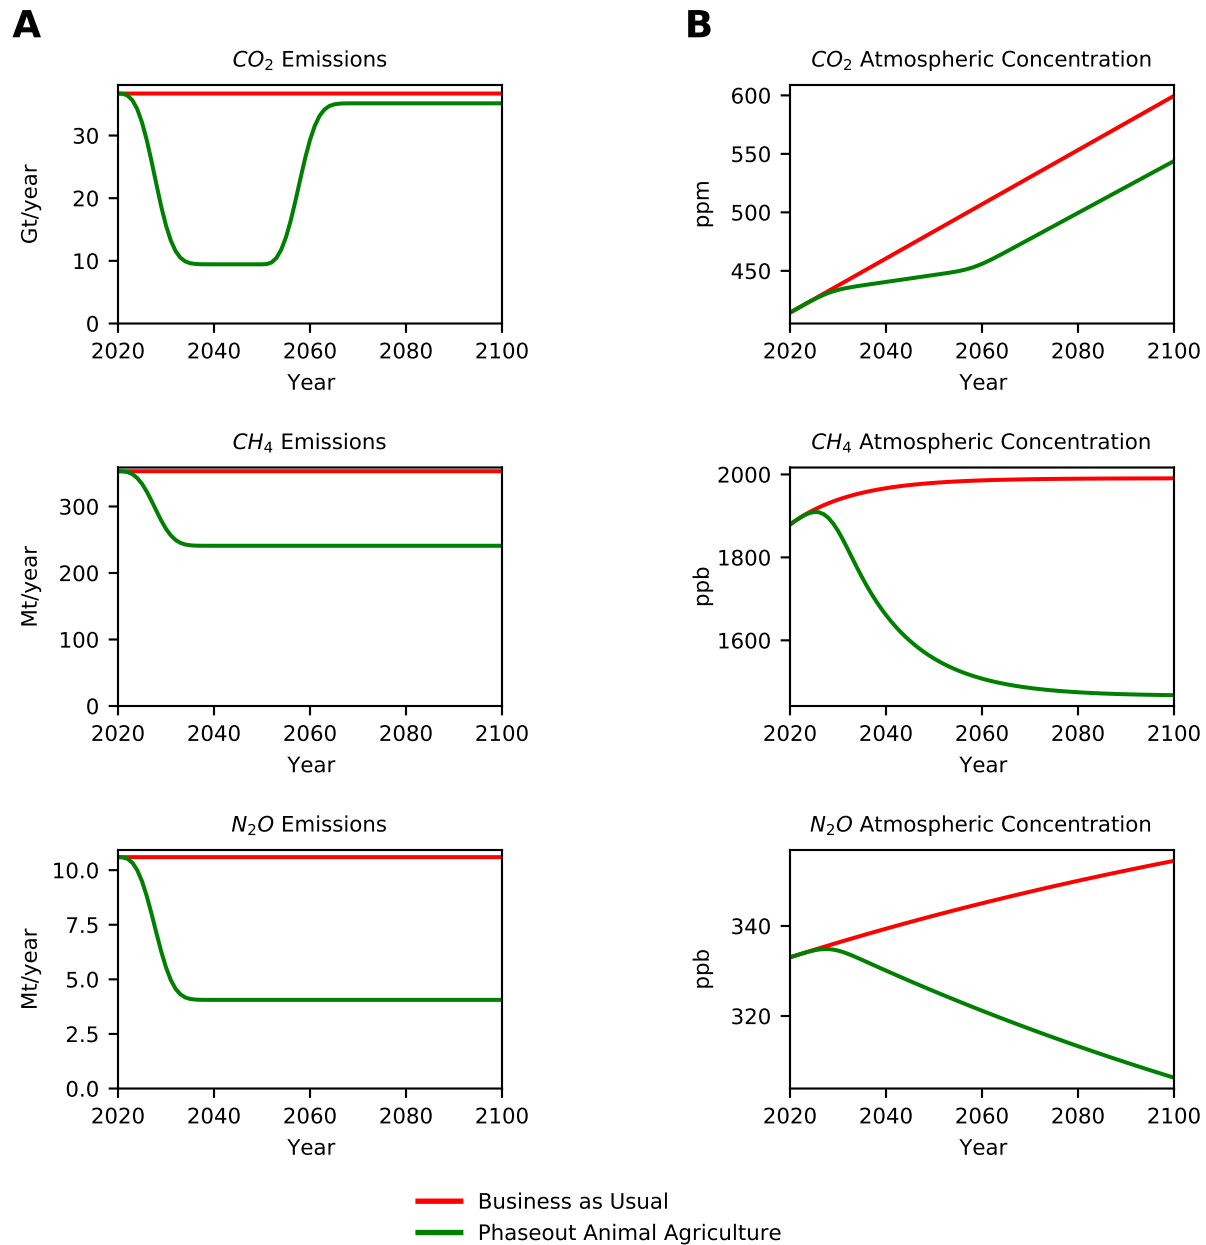 A
CO₂ Emissions
Gt/year
30
20
10
0
2020 2040 2060 2080 2100
Year
B
CO₂ Atmospheric Concentration
ppm
600
550
500
450
2020 2040 2060 2080 2100
Year
CH₄ Emissions
Mt/year
300
200
100
0
2020 2040 2060 2080 2100
Year
CH₄ Atmospheric Concentration
ppb
2000
1800
1600
2020 2040 2060 2080 2100
Year
N₂O Emissions
Mt/year
10.0
7.5
5.0
2.5
0.0
2020 2040 2060 2080 2100
Year
N₂O Atmospheric Concentration
ppb
340
320
2020 2040 2060 2080 2100
Year
Business as Usual
Phaseout Animal Agriculture